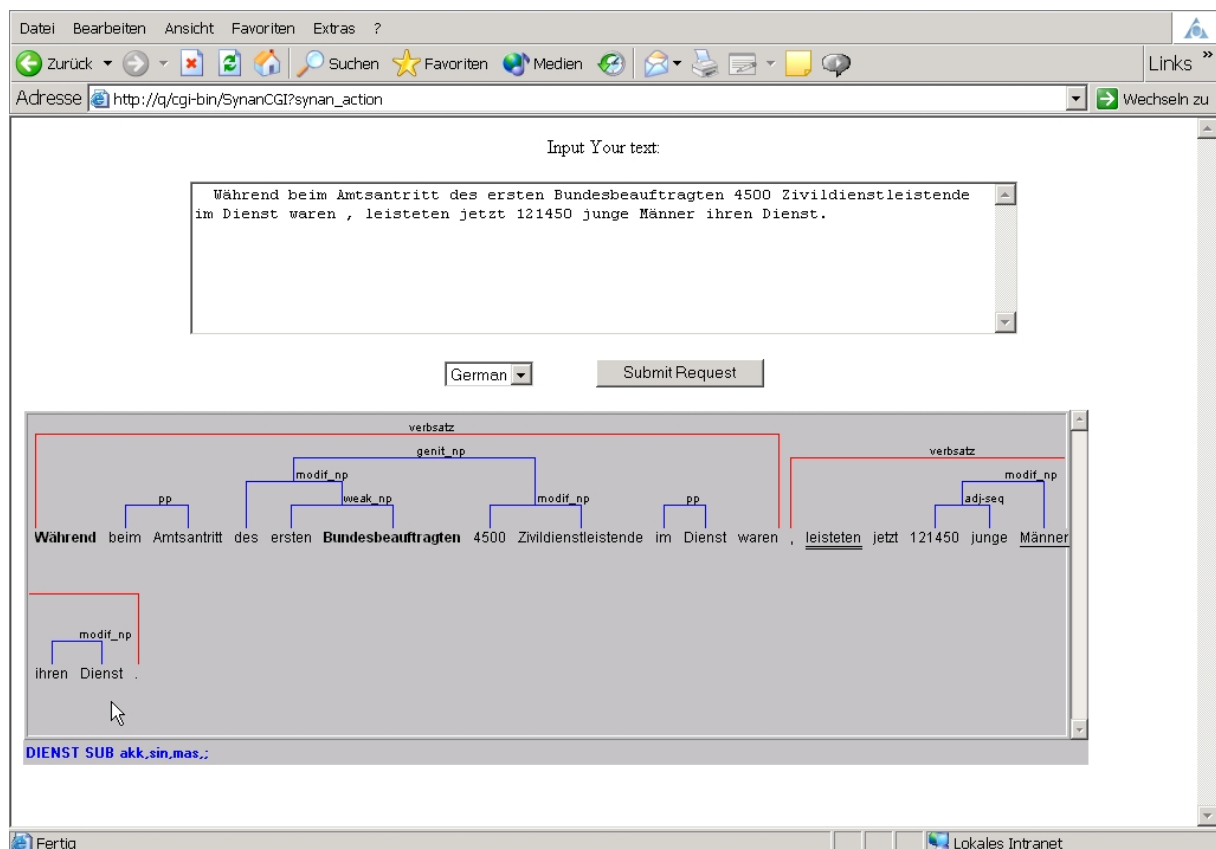 Datei Bearbeiten Ansicht Favoriten Extras ?
Zurück Suchen Favoriten Medien Links »
Adresse http://q/cgi-bin/SynanCGI?synan_action Wechseln zu
Input Your text:
Während beim Amtsantritt des ersten Bundesbeauftragten 4500 Zivildienstleistende
im Dienst waren , leisteten jetzt 121450 junge Männer ihren Dienst.
German Submit Request
verbsatz
genit_np verbsatz
modif_np modif_np
pp weak_np modif_np pp adj-seq
Während beim Amtsantritt des ersten Bundesbeauftragten 4500 Zivildienstleistende im Dienst waren , leisteten jetzt 121450 junge Männer
modif_np
ihren Dienst .
DIENST SUB akk,sin,mas,;
Fertig Lokales Intranet